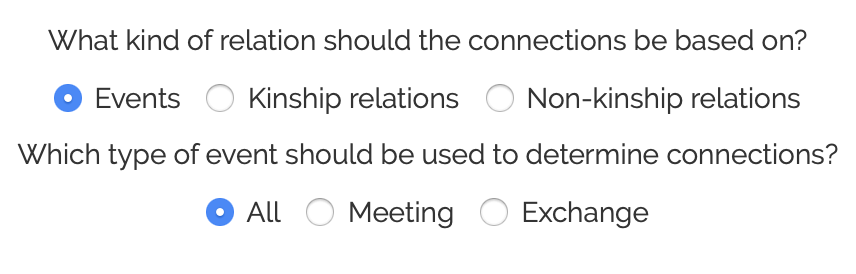 What kind of relation should the connections be based on?
Events Kinship relations Non-kinship relations
Which type of event should be used to determine connections?
All Meeting Exchange